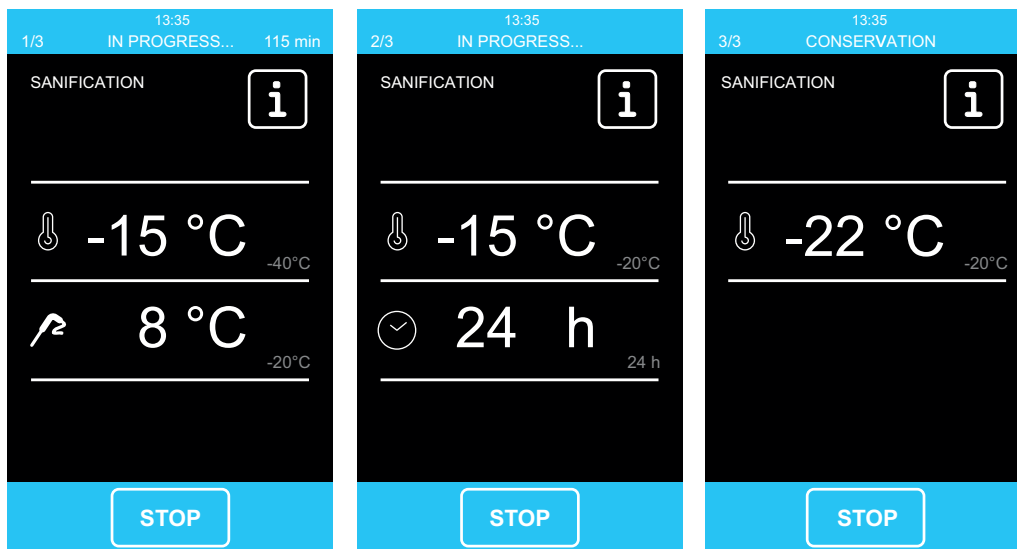 13:35
1/3 IN PROGRESS... 115 min
SANIFICATION
i
-15 °C
-40°C
8 °C
-20°C
STOP
13:35
2/3 IN PROGRESS...
SANIFICATION
i
-15 °C
-20°C
24 h
24 h
STOP
13:35
3/3 CONSERVATION
SANIFICATION
i
-22 °C
-20°C
STOP